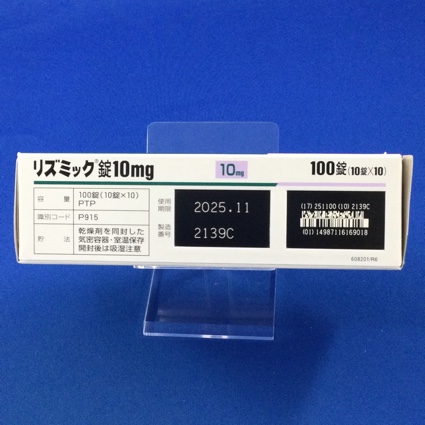 リズミック®錠10mg
10mg
100錠(10錠×10)
容 量 100錠(10錠×10) PTP
識別コード P915
貯 法 乾燥剤を同封した
気密容器・室温保存
開封後は吸湿注意
使用期限 2025.11
製造番号 2139C
(17) 251100 (10) 2139C
(01) 14987116169018
608201/R6